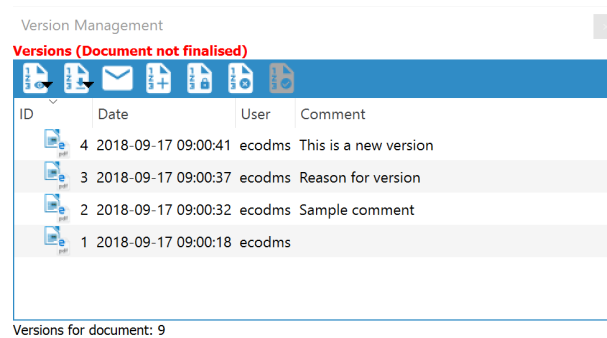 Version Management
Versions (Document not finalised)
ID Date User Comment
4 2018-09-17 09:00:41 ecodms This is a new version
3 2018-09-17 09:00:37 ecodms Reason for version
2 2018-09-17 09:00:32 ecodms Sample comment
1 2018-09-17 09:00:18 ecodms
Versions for document: 9